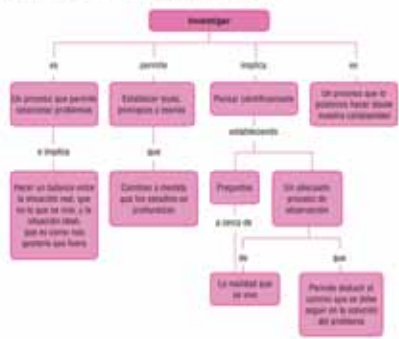 Investigar
es
permite
implica
es
Un proceso que permite
solucionar problemas
Establecer leyes,
principios y teorías
Pensar científicamente
Un proceso que lo
podemos hacer desde
nuestra cotidianidad
e implica
que
estableciendo
Hacer un balance entre
la situación real, que
es lo que se vive, y la
situación ideal,
que es como nos
gustaría que fuera
Cambian a medida
que los estudios se
profundizan
Preguntas
Un adecuado
proceso de
observación
a cerca de
de
que
La realidad que
se vive
Permite deducir el
camino que se debe
seguir en la solución
del problema